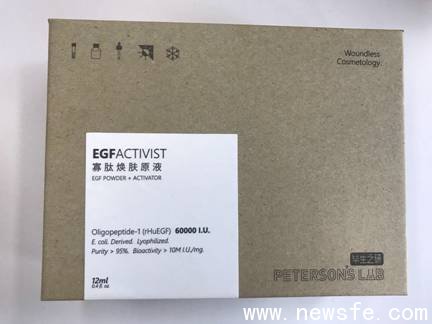 Woundless
Cosmetology.
EGFACTIVIST
寡肽焕肤原液
EGF POWDER + ACTIVATOR
Oligopeptide-1 (rHuEGF) 60000 I.U.
E. coli. Derived. Lyophilized.
Purity > 95%. Bioactivity > 10M I.U./mg.
12ml
0.4 fl. oz
毕生之研
PETERSON'S LAB
www.newsfe.com